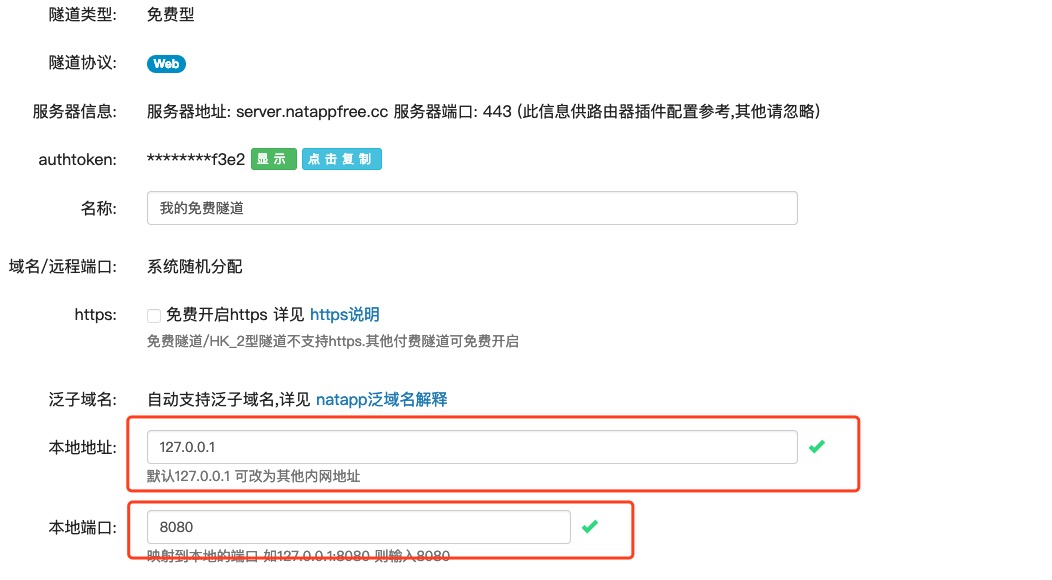 隧道类型: 免费型
隧道协议: Web
服务器信息: 服务器地址: server.natappfree.cc 服务器端口: 443 (此信息供路由器插件配置参考,其他请忽略)
authtoken: ********f3e2 显示 点击复制
名称: 我的免费隧道
域名/远程端口: 系统随机分配
https: 免费开启https 详见 https说明
免费隧道/HK_2型隧道不支持https.其他付费隧道可免费开启
泛子域名: 自动支持泛子域名,详见 natapp泛域名解释
本地地址: 127.0.0.1
默认127.0.0.1 可改为其他内网地址
本地端口: 8080
映射到本地的端口 如127.0.0.1:8080 则输入8080